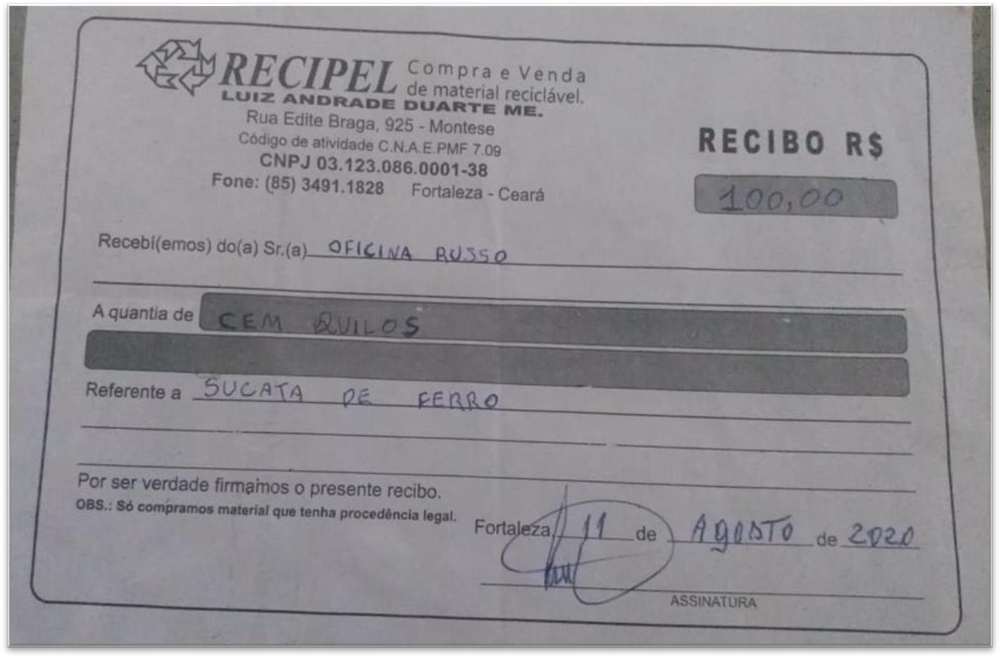 RECIPEL Compra e Venda
de material reciclável.
LUIZ ANDRADE DUARTE ME.
Rua Edite Braga, 925 - Montese
Código de atividade C.N.A.E.PMF 7.09
CNPJ 03.123.086.0001-38
Fone: (85) 3491.1828 Fortaleza - Ceará
RECIBO R$
100,00
Recebí(emos) do(a) Sr.(a) OFICINA RUSSO
A quantia de CEM QUILOS
Referente a SUCATA DE FERRO
Por ser verdade firmaimos o presente recibo.
OBS.: Só compramos material que tenha procedência legal.
Fortaleza, 11 de AGOSTO de 2020
ASSINATURA